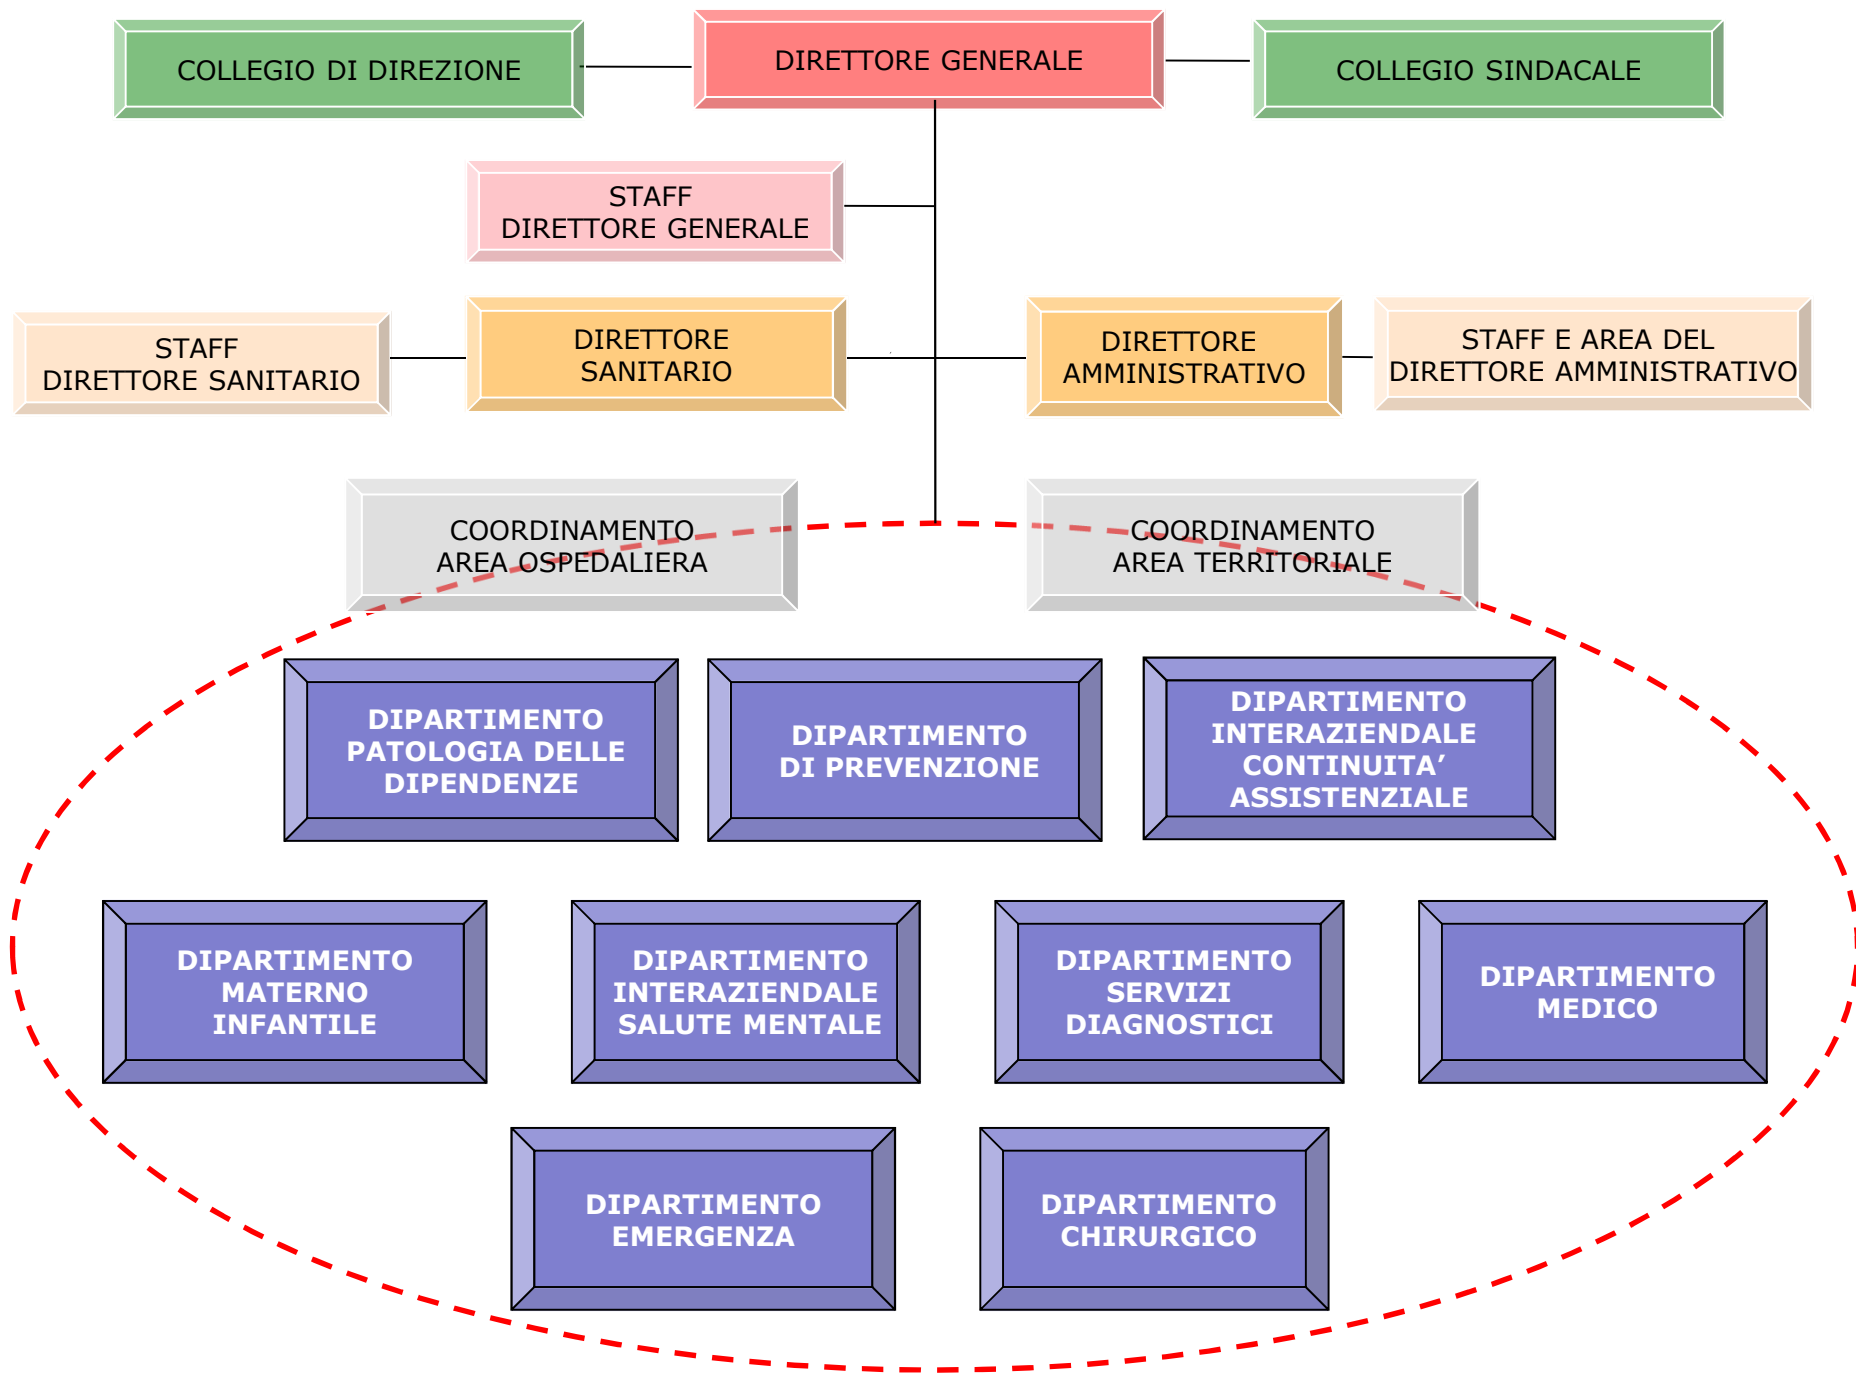 COLLEGIO DI DIREZIONE
DIRETTORE GENERALE
COLLEGIO SINDACALE
STAFF
DIRETTORE GENERALE
STAFF
DIRETTORE SANITARIO
DIRETTORE
SANITARIO
DIRETTORE
AMMINISTRATIVO
STAFF E AREA DEL
DIRETTORE AMMINISTRATIVO
COORDINAMENTO
AREA OSPEDALIERA
COORDINAMENTO
AREA TERRITORIALE
DIPARTIMENTO
PATOLOGIA DELLE
DIPENDENZE
DIPARTIMENTO
DI PREVENZIONE
DIPARTIMENTO
INTERAZIENDALE
CONTINUITA’
ASSISTENZIALE
DIPARTIMENTO
MATERNO
INFANTILE
DIPARTIMENTO
INTERAZIENDALE
SALUTE MENTALE
DIPARTIMENTO
SERVIZI
DIAGNOSTICI
DIPARTIMENTO
MEDICO
DIPARTIMENTO
EMERGENZA
DIPARTIMENTO
CHIRURGICO